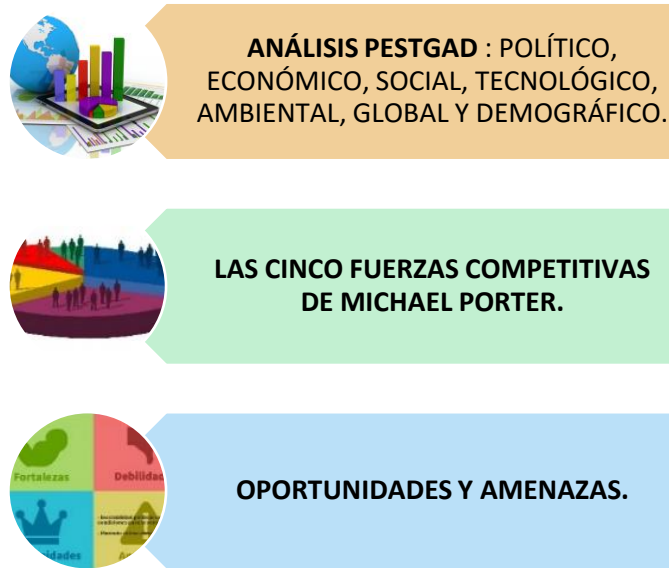 ANÁLISIS PESTGAD : POLÍTICO,
ECONÓMICO, SOCIAL, TECNOLÓGICO,
AMBIENTAL, GLOBAL Y DEMOGRÁFICO.
LAS CINCO FUERZAS COMPETITIVAS
DE MICHAEL PORTER.
Fortalezas
OPORTUNIDADES Y AMENAZAS.